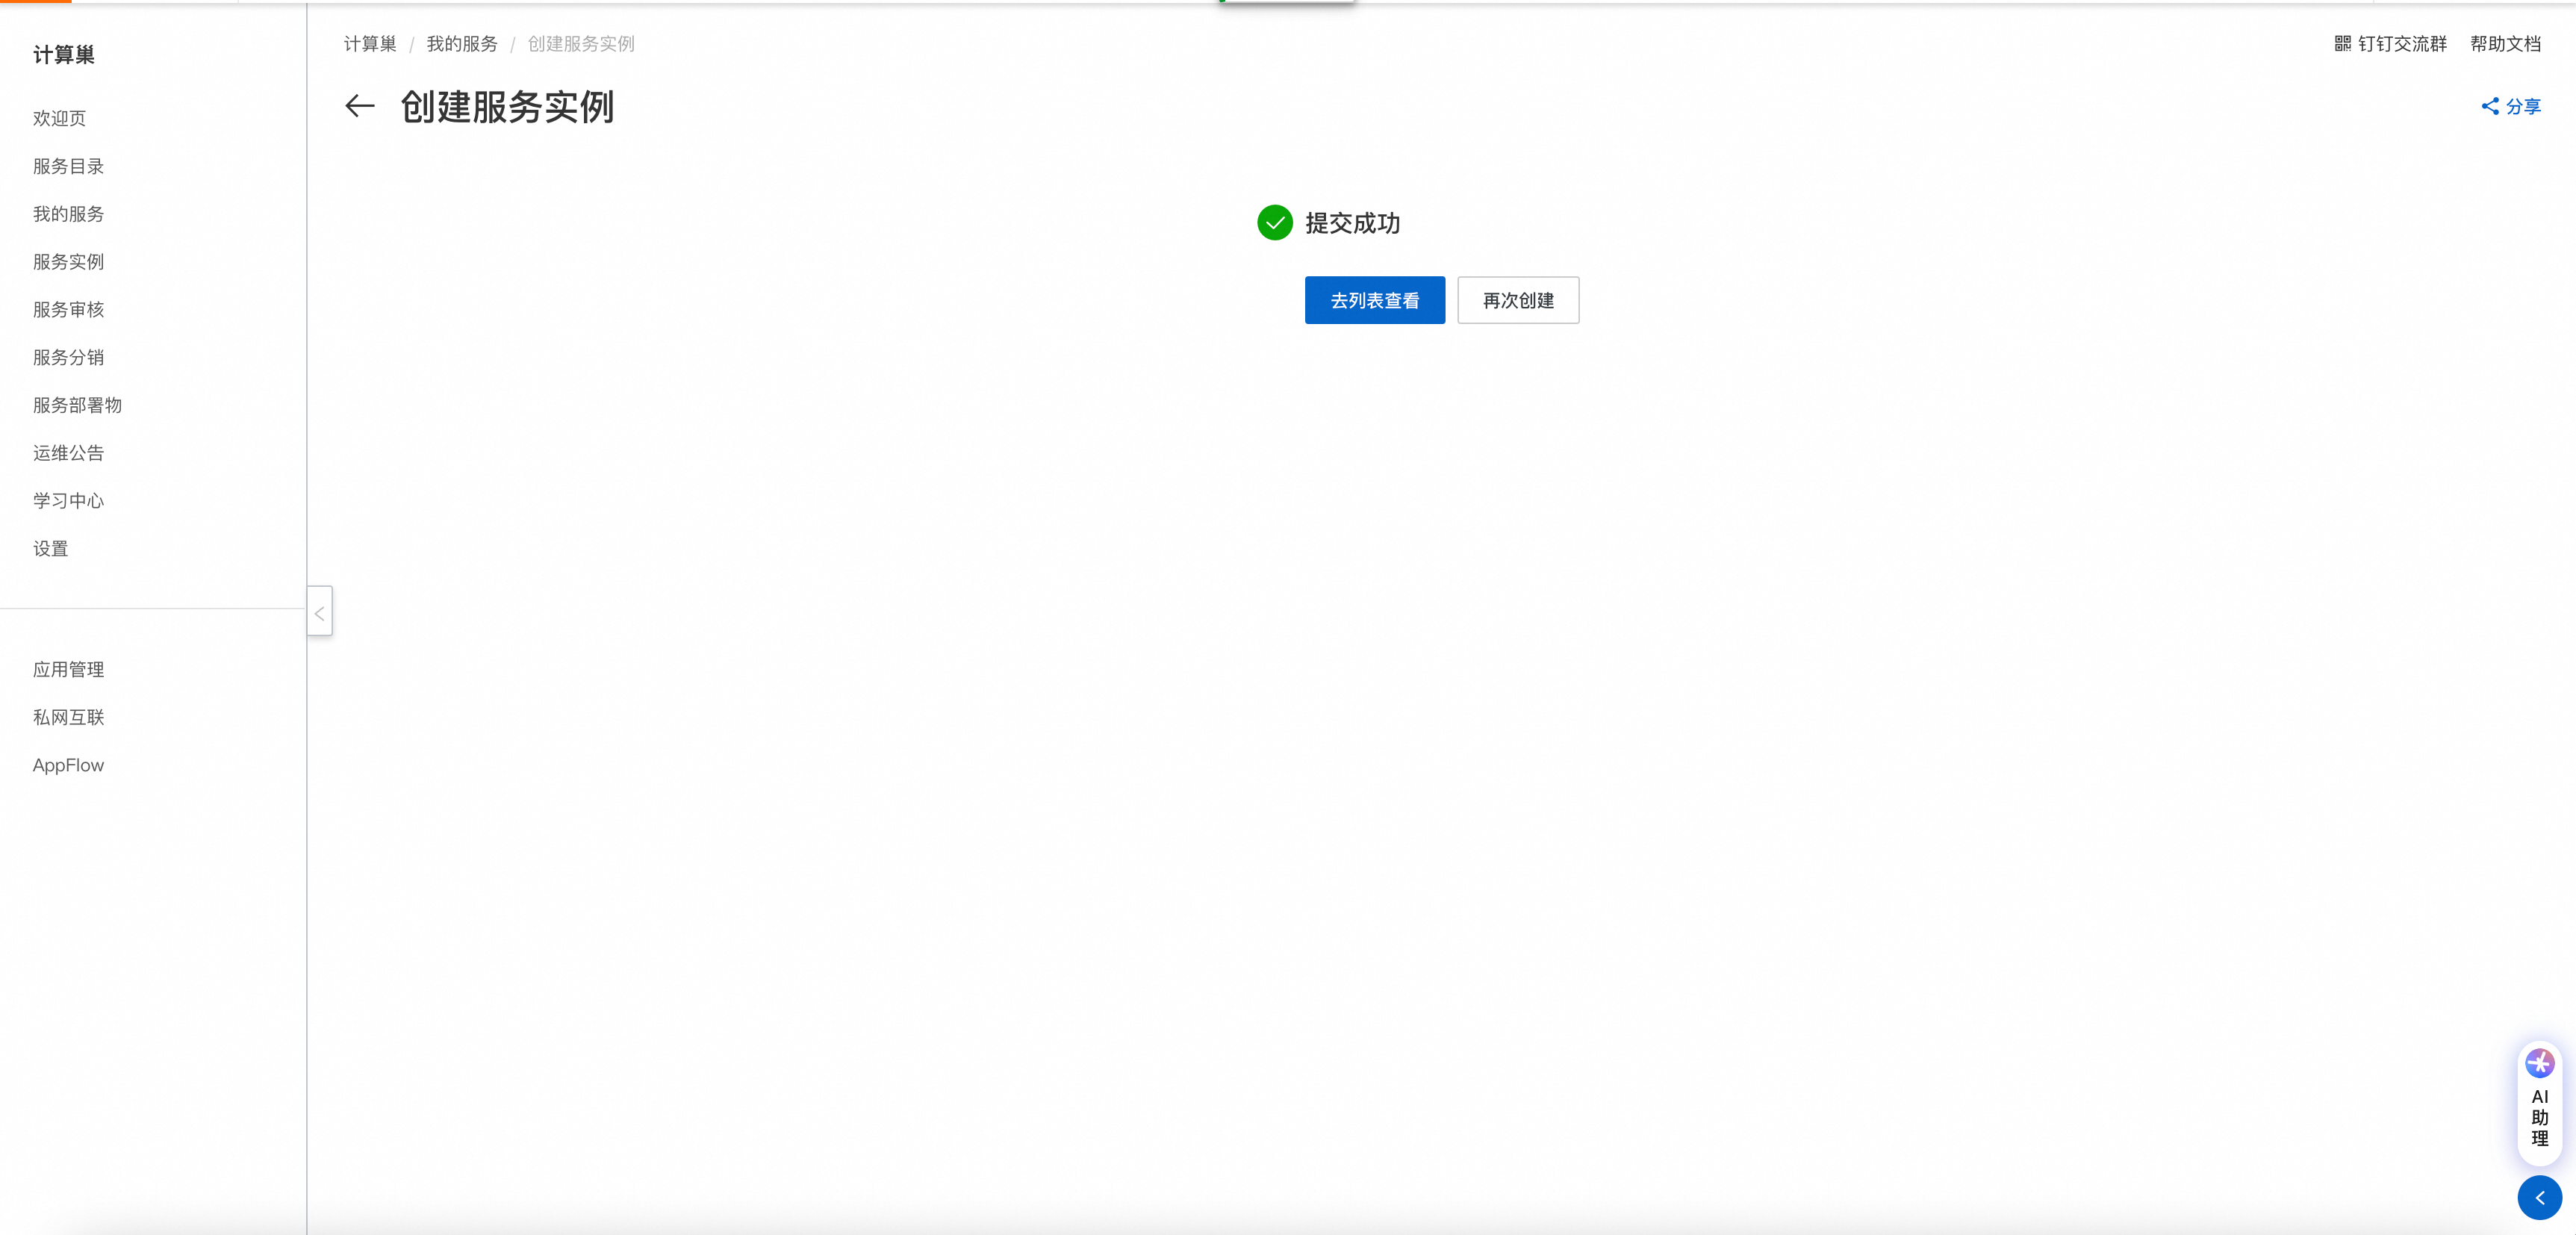 计算巢
欢迎页
服务目录
我的服务
服务实例
服务审核
服务分销
服务部署物
运维公告
学习中心
设置
应用管理
私网互联
AppFlow
计算巢 / 我的服务 / 创建服务实例
钉钉交流群 帮助文档
创建服务实例
分享
提交成功
去列表查看 再次创建
AI
助
理